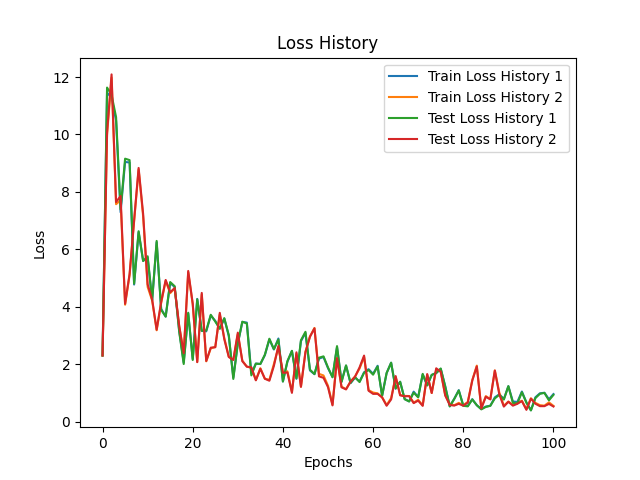 Loss History
Train Loss History 1
Train Loss History 2
Test Loss History 1
Test Loss History 2
12
10
8
6
4
2
0
Loss
0 20 40 60 80 100
Epochs